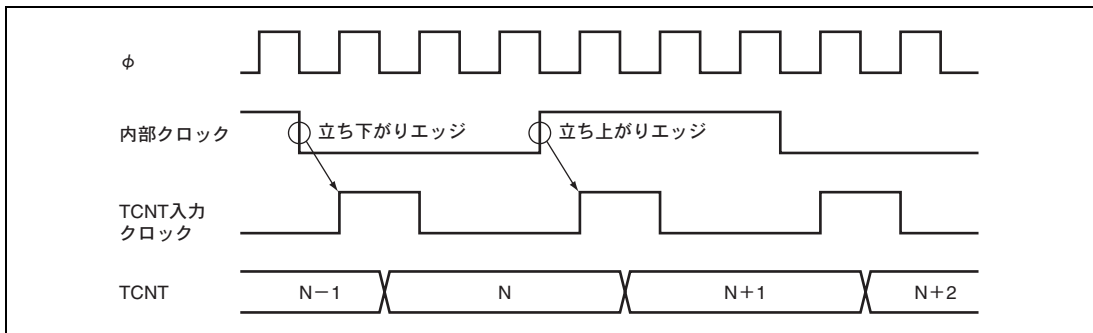 φ
内部クロック
立ち下がりエッジ
立ち上がりエッジ
TCNT入力
クロック
TCNT
N−1
N
N+1
N+2